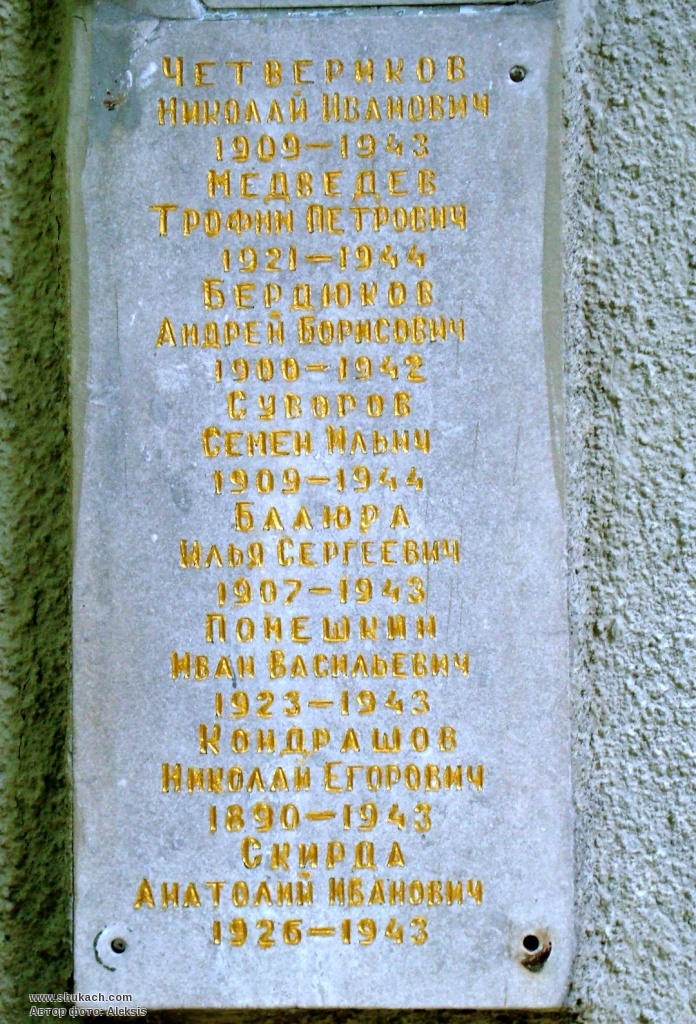 ЧЕТВЕРИКОВ
НИКОЛАЙ ИВАНОВИЧ
1909-1943
МЕДВЕДЕВ
ТРОФИН ПЕТРОВИЧ
1921-1944
БЕРДЮКОВ
АНДРЕЙ БОРИСОВИЧ
1900-1942
СУВОРОВ
СЕМЕН ИЛЬИЧ
1909-1944
БАЛЮРА
ИЛЬЯ СЕРГЕЕВИЧ
1907-1943
ПОМЕШКИН
ИВАН ВАСИЛЬЕВИЧ
1923-1943
КОНДРАШОВ
НИКОЛАЙ ЕГОРОВИЧ
1890-1943
СКИРДА
АНАТОЛИЙ ИВАНОВИЧ
1926-1943
www.shukach.com
Автор фото: Aleksis